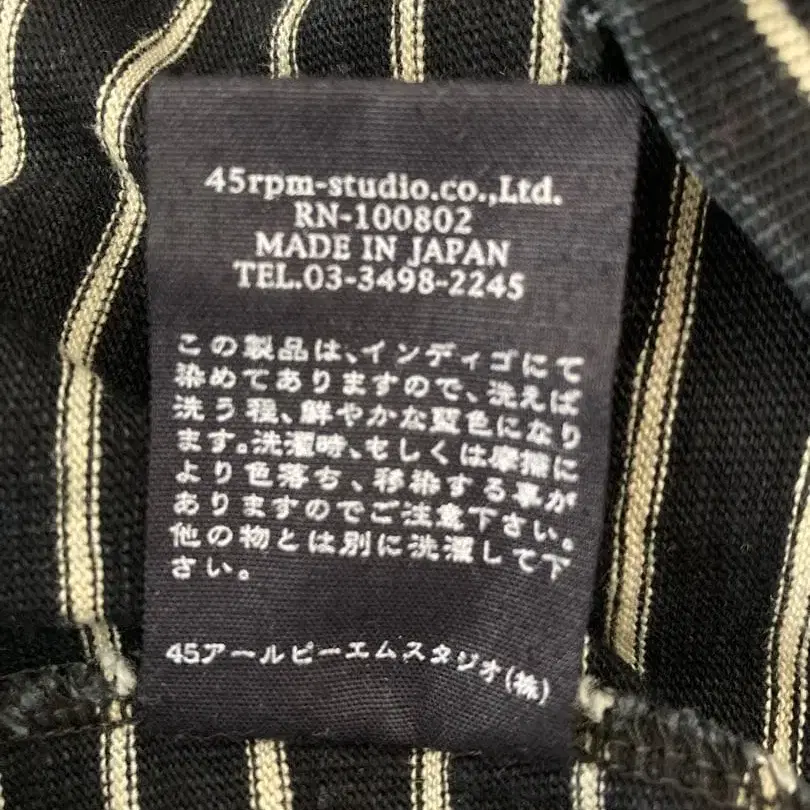 45rpm-studio.co.,Ltd.
RN-100802
MADE IN JAPAN
TEL.03-3498-2245
この製品は、インディゴにて
染めてありますので、洗えば
洗う程、鮮やかな藍色になり
ます。洗濯時、もしくは摩擦に
より色落ち、移染する事が
ありますのでご注意下さい。
他の物とは別に洗濯して下
さい。
45アールピーエムスタジオ(株)